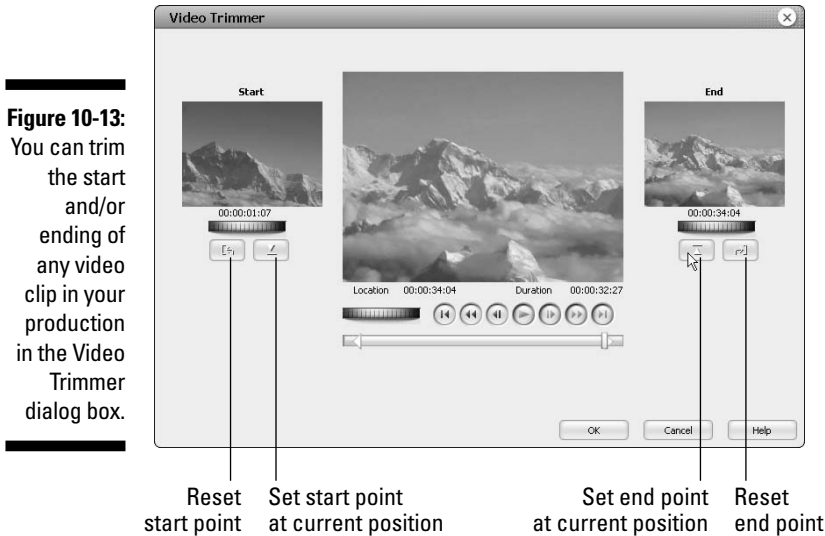 Video Trimmer
Figure 10-13:
You can trim
the start
and/or
ending of
any video
clip in your
production
in the Video
Trimmer
dialog box.
Start
00:00:01:07
End
00:00:34:04
Location 00:00:34:04 Duration 00:00:32:27
OK Cancel Help
Reset
start point
Set start point
at current position
Set end point
at current position
Reset
end point